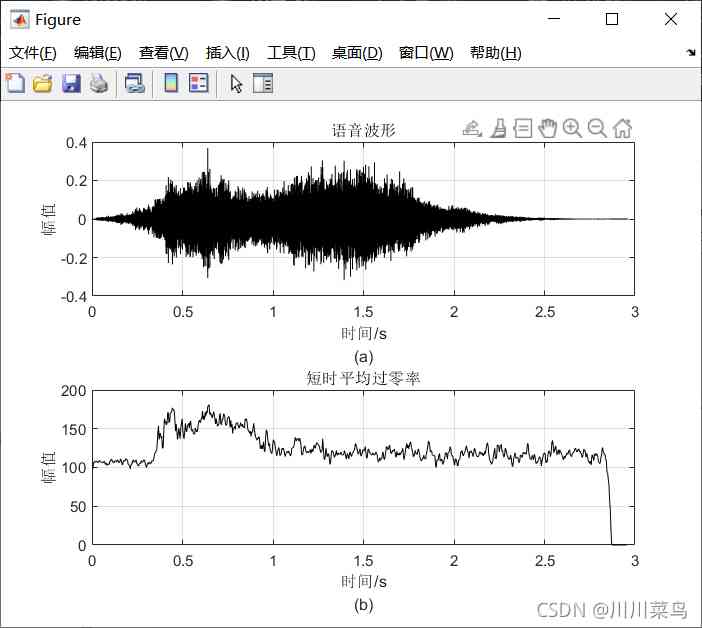 Figure
文件(F) 编辑(E) 查看(V) 插入(I) 工具(T) 桌面(D) 窗口(W) 帮助(H)
语音波形
0.4
0.2
0
-0.2
-0.4
幅值
0 0.5 1 1.5 2 2.5 3
时间/s
(a)
短时平均过零率
200
150
100
50
0
幅值
0 0.5 1 1.5 2 2.5 3
时间/s
(b)
CSDN @川川菜鸟